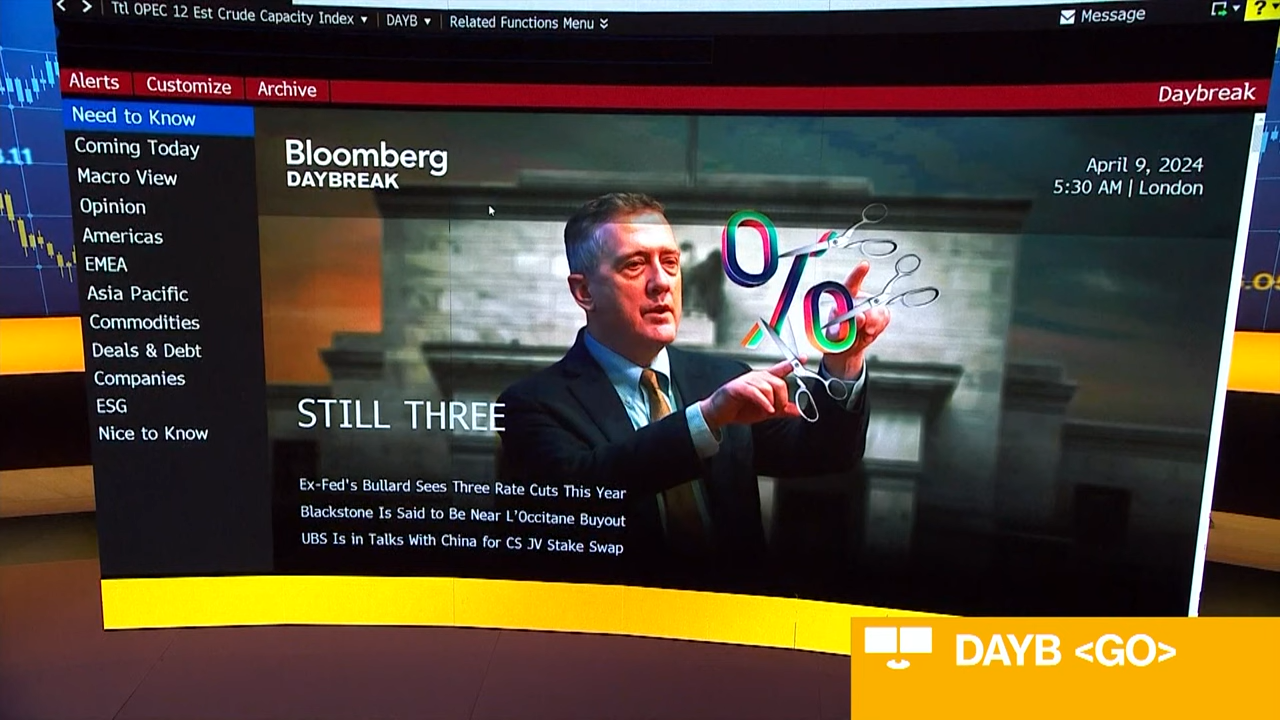 Ttl OPEC 12 Est Crude Capacity Index
DAYB
Related Functions Menu
Message
?
Alerts
Customize
Archive
Daybreak
Need to Know
Coming Today
Macro View
Opinion
Americas
EMEA
Asia Pacific
Commodities
Deals & Debt
Companies
ESG
Nice to Know
Bloomberg
DAYBREAK
April 9, 2024
5:30 AM | London
%
STILL THREE
Ex-Fed's Bullard Sees Three Rate Cuts This Year
Blackstone Is Said to Be Near L'Occitane Buyout
UBS Is in Talks With China for CS JV Stake Swap
DAYB <GO>